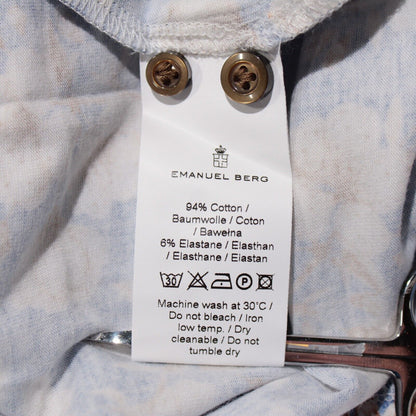 EMANUEL BERG
94% Cotton /
Baumwolle / Coton
/ Bawełna
6% Elastane / Elasthan
/ Elasthane / Elastan
30 P
Machine wash at 30°C /
Do not bleach / Iron
low temp. / Dry
cleanable / Do not
tumble dry